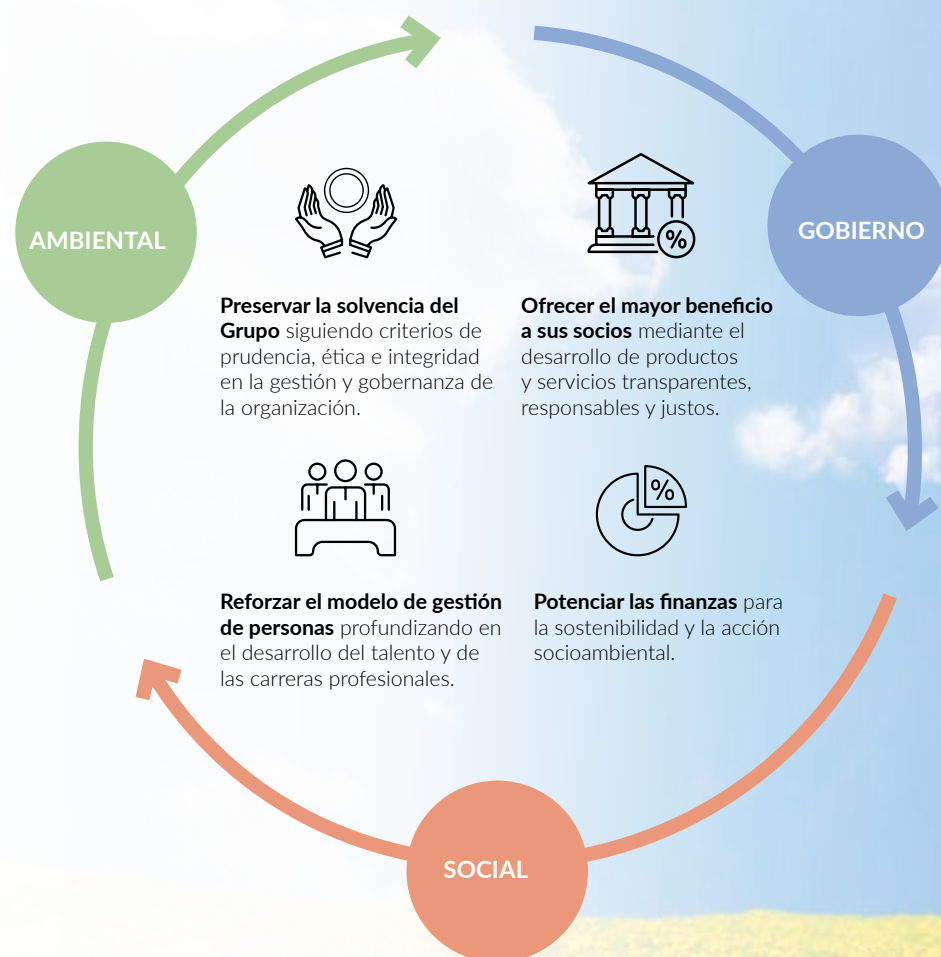 AMBIENTAL
GOBIERNO
%
Preservar la solvencia del
Grupo siguiendo criterios de
prudencia, ética e integridad
en la gestión y gobernanza de
la organización.
Ofrecer el mayor beneficio
a sus socios mediante el
desarrollo de productos
y servicios transparentes,
responsables y justos.
%
Reforzar el modelo de gestión
de personas profundizando en
el desarrollo del talento y de
las carreras profesionales.
Potenciar las finanzas para
la sostenibilidad y la acción
socioambiental.
SOCIAL